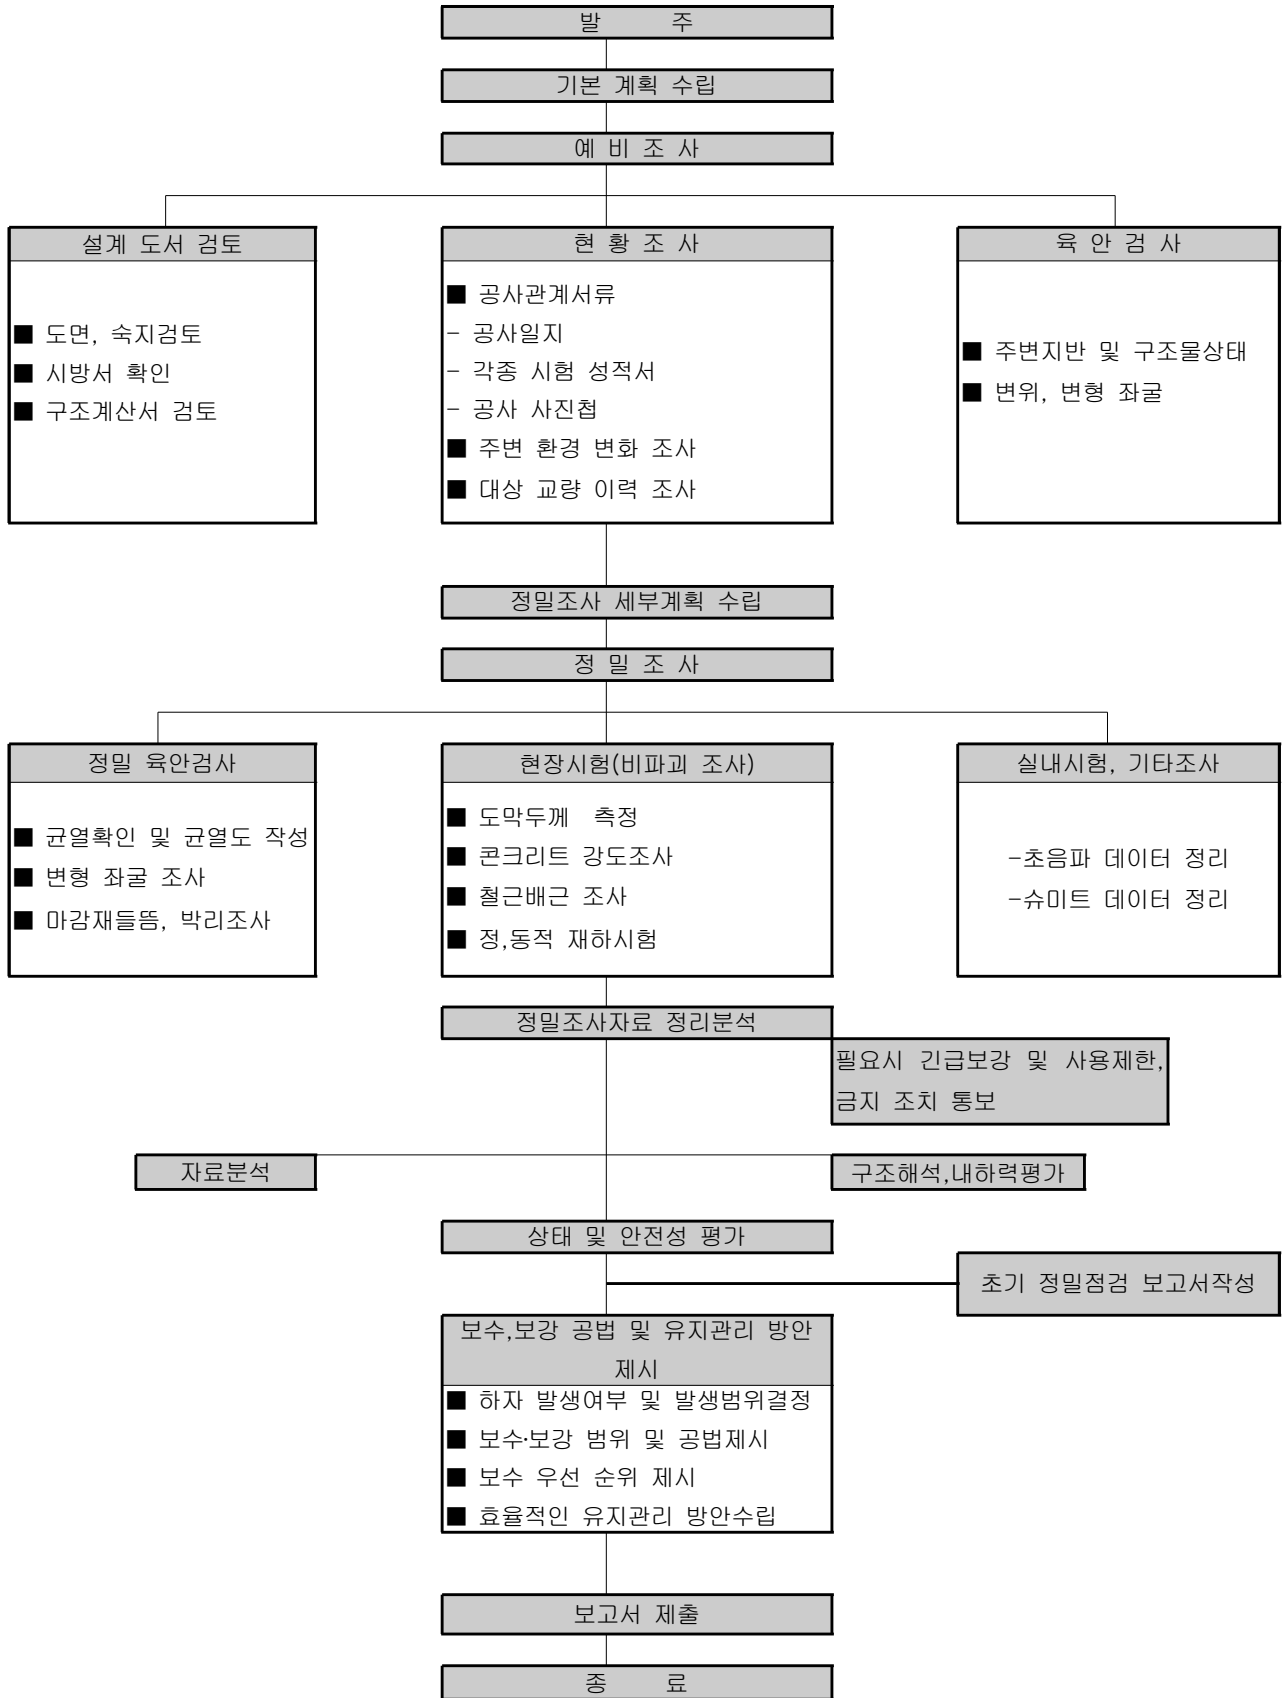 발 주
기본 계획 수립
예 비 조 사
설계 도서 검토
■ 도면, 숙지검토
■ 시방서 확인
■ 구조계산서 검토
현 황 조 사
■ 공사관계서류
- 공사일지
- 각종 시험 성적서
- 공사 사진첩
■ 주변 환경 변화 조사
■ 대상 교량 이력 조사
육 안 검 사
■ 주변지반 및 구조물상태
■ 변위, 변형 좌굴
정밀조사 세부계획 수립
정 밀 조 사
정밀 육안검사
■ 균열확인 및 균열도 작성
■ 변형 좌굴 조사
■ 마감재들뜸, 박리조사
현장시험(비파괴 조사)
■ 도막두께 측정
■ 콘크리트 강도조사
■ 철근배근 조사
■ 정,동적 재하시험
실내시험, 기타조사
-초음파 데이터 정리
-슈미트 데이터 정리
정밀조사자료 정리분석
필요시 긴급보강 및 사용제한,
금지 조치 통보
자료분석
구조해석,내하력평가
상태 및 안전성 평가
초기 정밀점검 보고서작성
보수,보강 공법 및 유지관리 방안
제시
■ 하자 발생여부 및 발생범위결정
■ 보수·보강 범위 및 공법제시
■ 보수 우선 순위 제시
■ 효율적인 유지관리 방안수립
보고서 제출
종 료